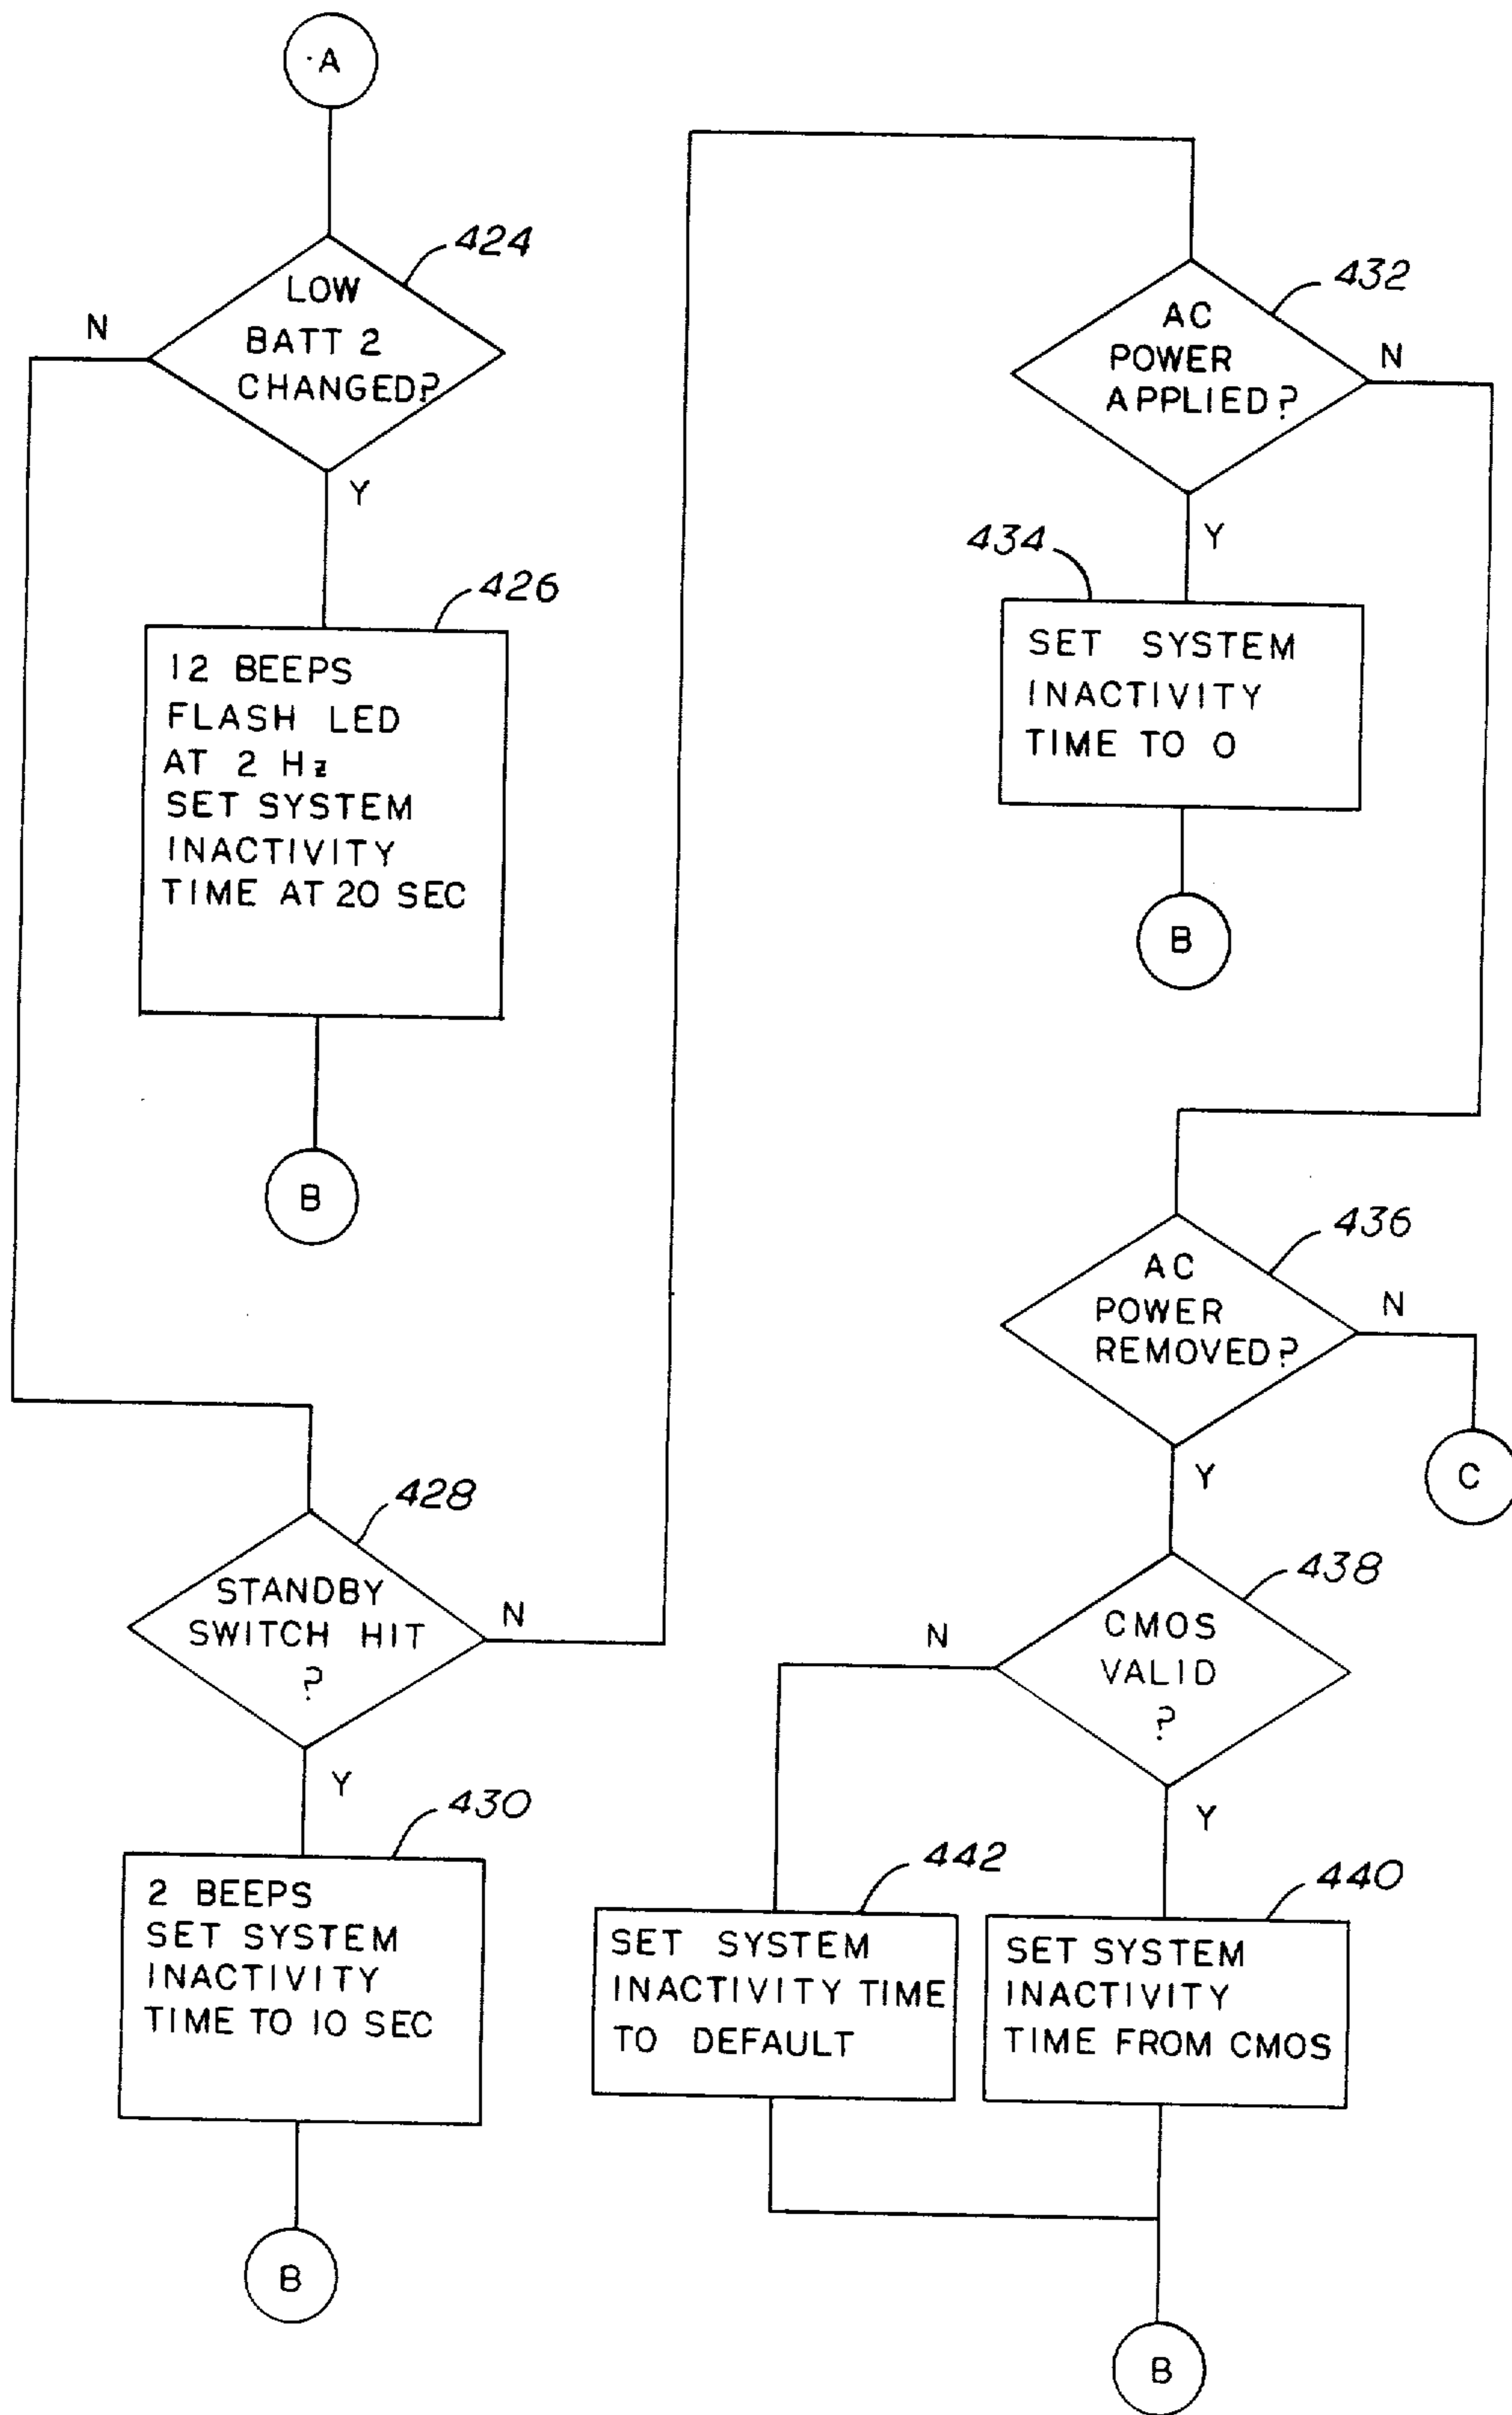 A
424
LOW
BATT 2
CHANGED?
N
Y
426
12 BEEPS
FLASH LED
AT 2 Hz
SET SYSTEM
INACTIVITY
TIME AT 20 SEC
B
428
STANDBY
SWITCH HIT
?
N
Y
430
2 BEEPS
SET SYSTEM
INACTIVITY
TIME TO 10 SEC
B
432
AC
POWER
APPLIED?
N
Y
434
SET SYSTEM
INACTIVITY
TIME TO 0
B
436
AC
POWER
REMOVED?
N
C
Y
438
CMOS
VALID
?
N
Y
442
SET SYSTEM
INACTIVITY TIME
TO DEFAULT
440
SET SYSTEM
INACTIVITY
TIME FROM CMOS
B